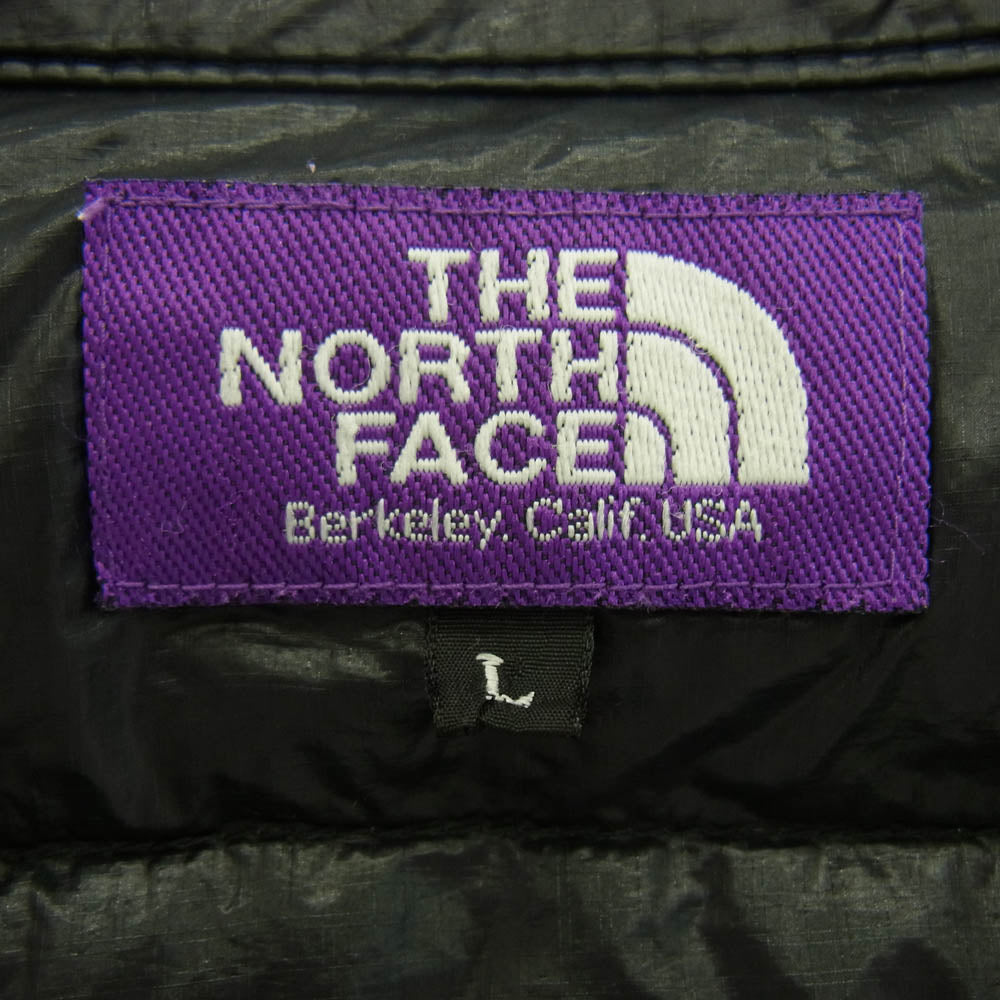 THE
NORTH
FACE
Berkeley. Calif. USA
L